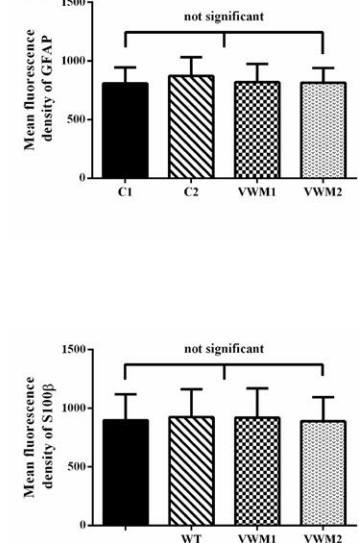 1500
not significant
1000
500
0
Mean fluorescence
density of GFAP
C1 C2 VWM1 VWM2
1500
not significant
1000
500
0
Mean fluorescence
density of S100β
WT VWM1 VWM2